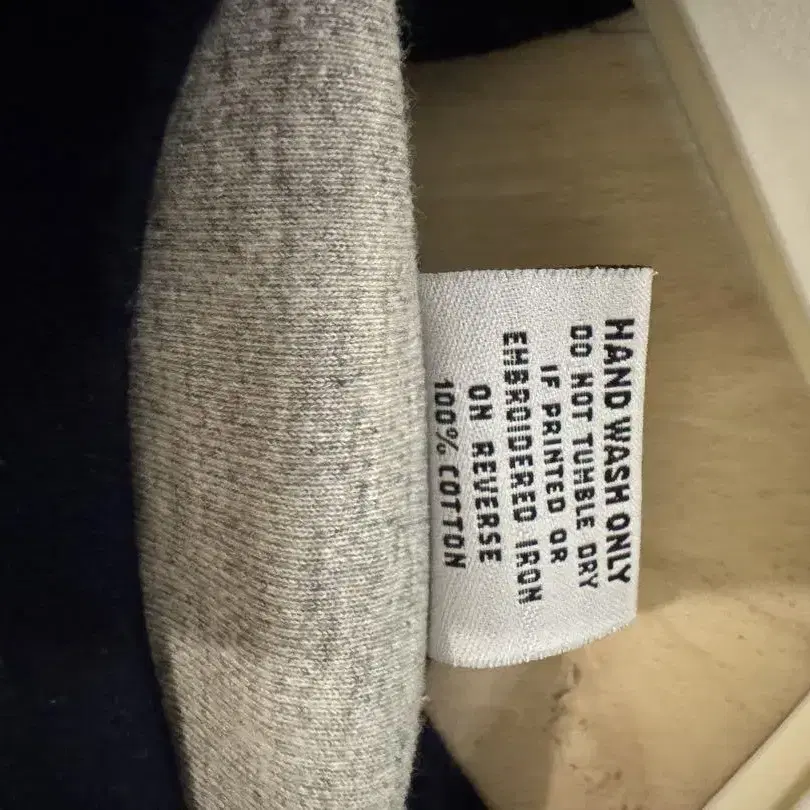 HAND WASH ONLY
DO NOT TUMBLE DRY
IF PRINTED OR
EMBROIDERED IRON
ON REVERSE
100% COTTON